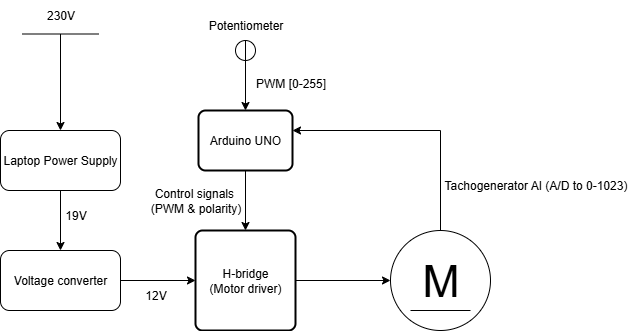 230V
Potentiometer
PWM [0-255]
Arduino UNO
Laptop Power Supply
Tachogenerator AI (A/D to 0-1023)
Control signals
(PWM & polarity)
19V
H-bridge
(Motor driver)
Voltage converter
12V
M